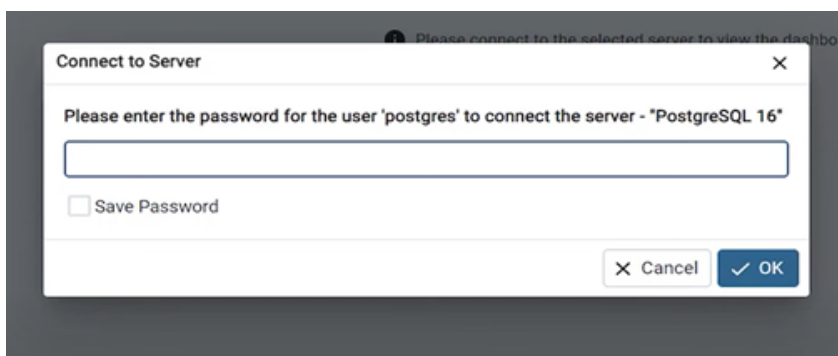 Please connect to the selected server to view the dashbo
Connect to Server
Please enter the password for the user 'postgres' to connect the server - "PostgreSQL 16"
Save Password
Cancel
OK